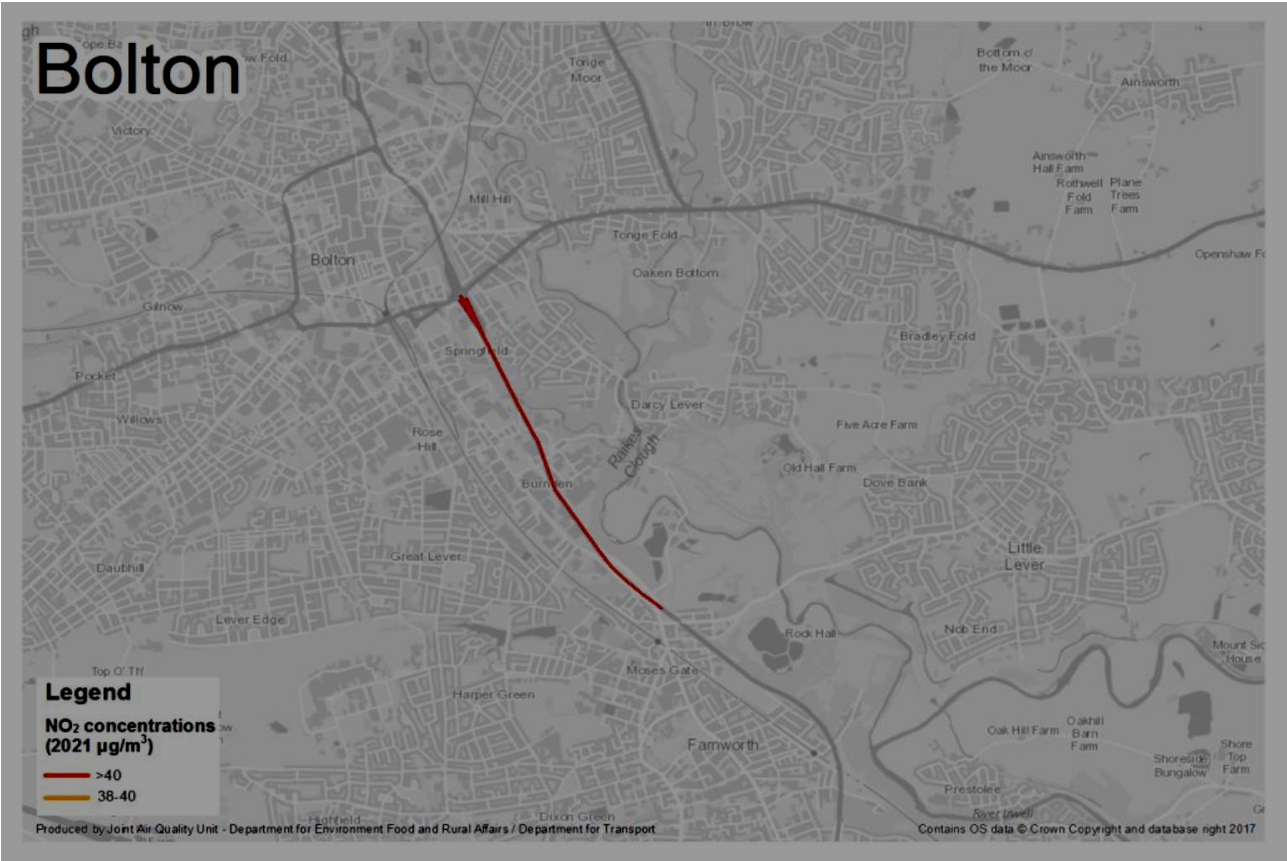 Bolton
Tonge
Moor
Bottom o'
the Moor
Ainsworth
Victory
Ainsworth
Hall Farm
Rothwell
Fold
Farm
Plane
Trees
Farm
Mill Hill
Tonge Fold
Bolton
Oaken Bottom
Gilnow
Bradley Fold
Springfield
Pocket
Willows
Darcy Lever
Rose
Hill
Five Acre Farm
Raikes
Clough
Old Hall Farm
Burnden
Dove Bank
Great Lever
Little
Lever
Daubhill
Lever Edge
Rock Hall
Nob End
Top O' Th'
Moses Gate
Harper Green
Farnworth
Oak Hill Farm
Oakhill
Barn
Farm
Shoreside
Bungalow
Shore
Top
Farm
Prestolee
River Irwell
Highfield
Dixon Green
Legend
NO₂ concentrations
(2021 µg/m³)
>40
38-40
Produced by Joint Air Quality Unit - Department for Environment Food and Rural Affairs / Department for Transport
Contains OS data © Crown Copyright and database right 2017